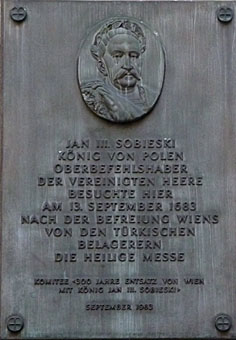 JAN III. SOBIESKI
KÖNIG VON POLEN
OBERBEFEHLSHABER
DER VEREINIGTEN HEERE
BESUCHTE HIER
AM 13. SEPTEMBER 1683
NACH DER BEFREIUNG WIENS
VON DEN TÜRKISCHEN
BELAGERERN
DIE HEILIGE MESSE
KOMITEE «300 JAHRE ENTSATZ VON WIEN
MIT KÖNIG JAN III. SOBIESKI»
SEPTEMBER 1983